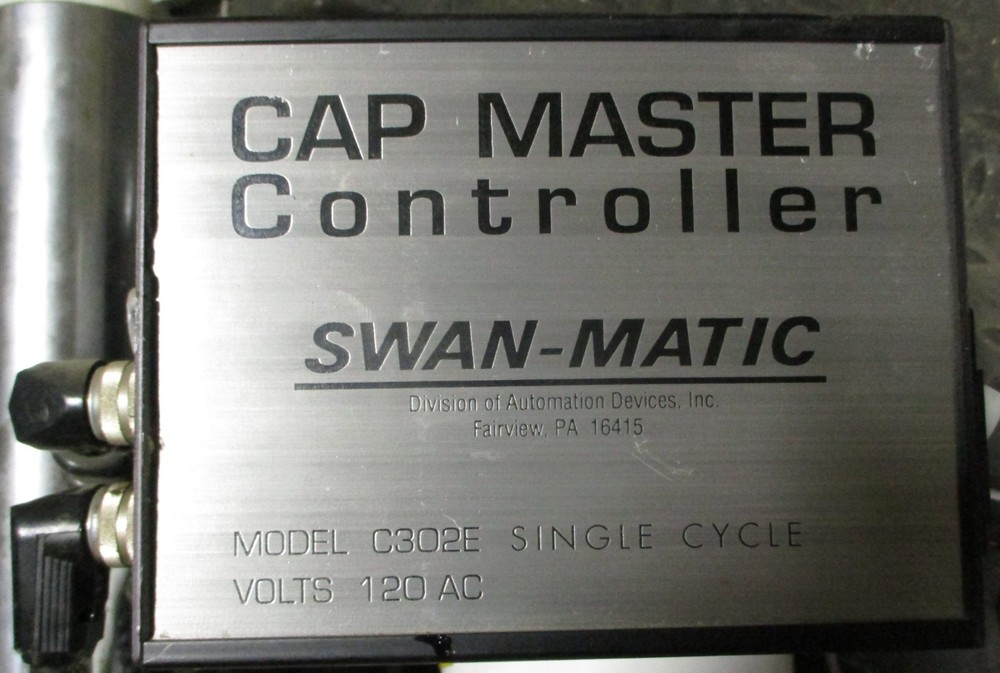 CAP MASTER
Controller
SWAN-MATIC
Division of Automation Devices, Inc.
Fairview, PA 16415
MODEL C302E SINGLE CYCLE
VOLTS 120 AC